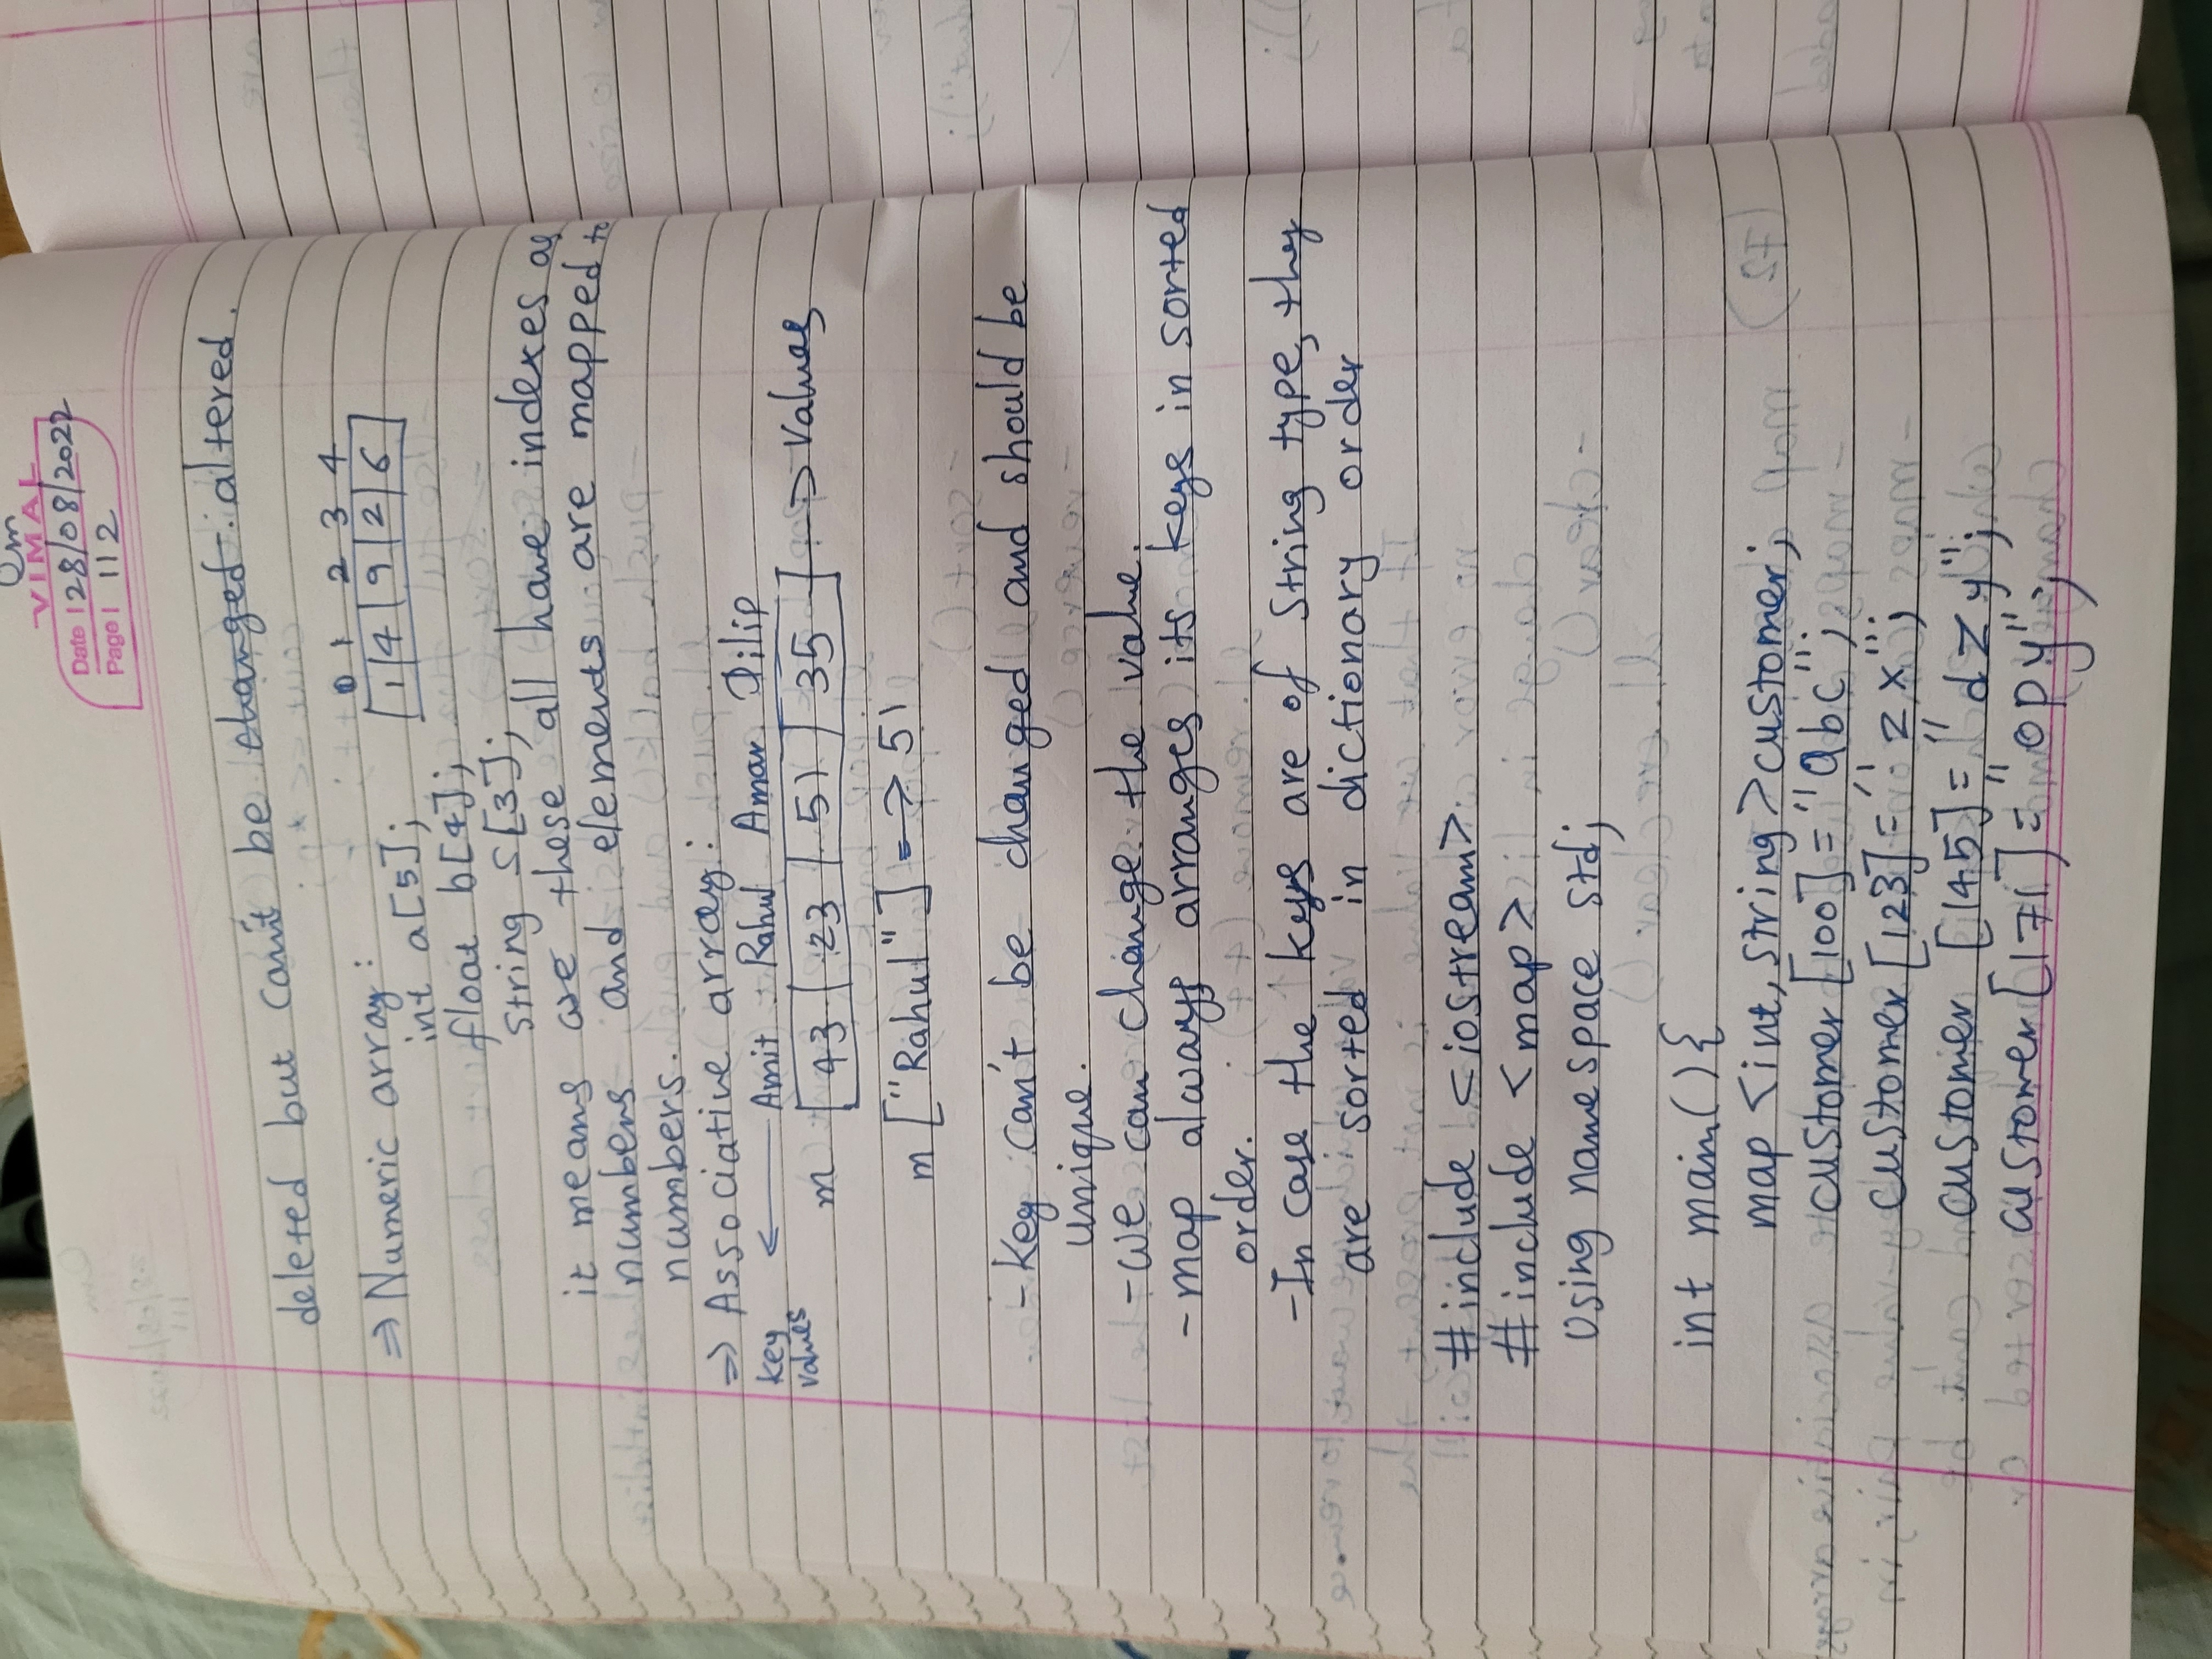 Om
VIMAL
Date | 28/08/2022
Page | 112
deleted but can't be changed. altered.
⇒ Numeric array:
0 1 2 3 4
int a[5]; 1 4 9 2 6
float b[4];
string s[3];
it means we these all have indexes as
numbers and elements are mapped to
numbers.
⇒ Associative array:
key values ← Amit Rahul Amar Dilip
m 43 23 51 35 → values
m ["Rahul"] ⇒ 51
- Key can't be changed and should be
unique.
- We can change the value.
- map always arranges its keys in sorted
order.
- In case the keys are of string type, they
are sorted in dictionary order
#include <iostream>
#include <map>
using namespace std;
int main(){
map <int, string> customer;
customer [100] = "abc";
customer [123] = "zx";
customer [145] = "dzy";
customer [171] = "opy";